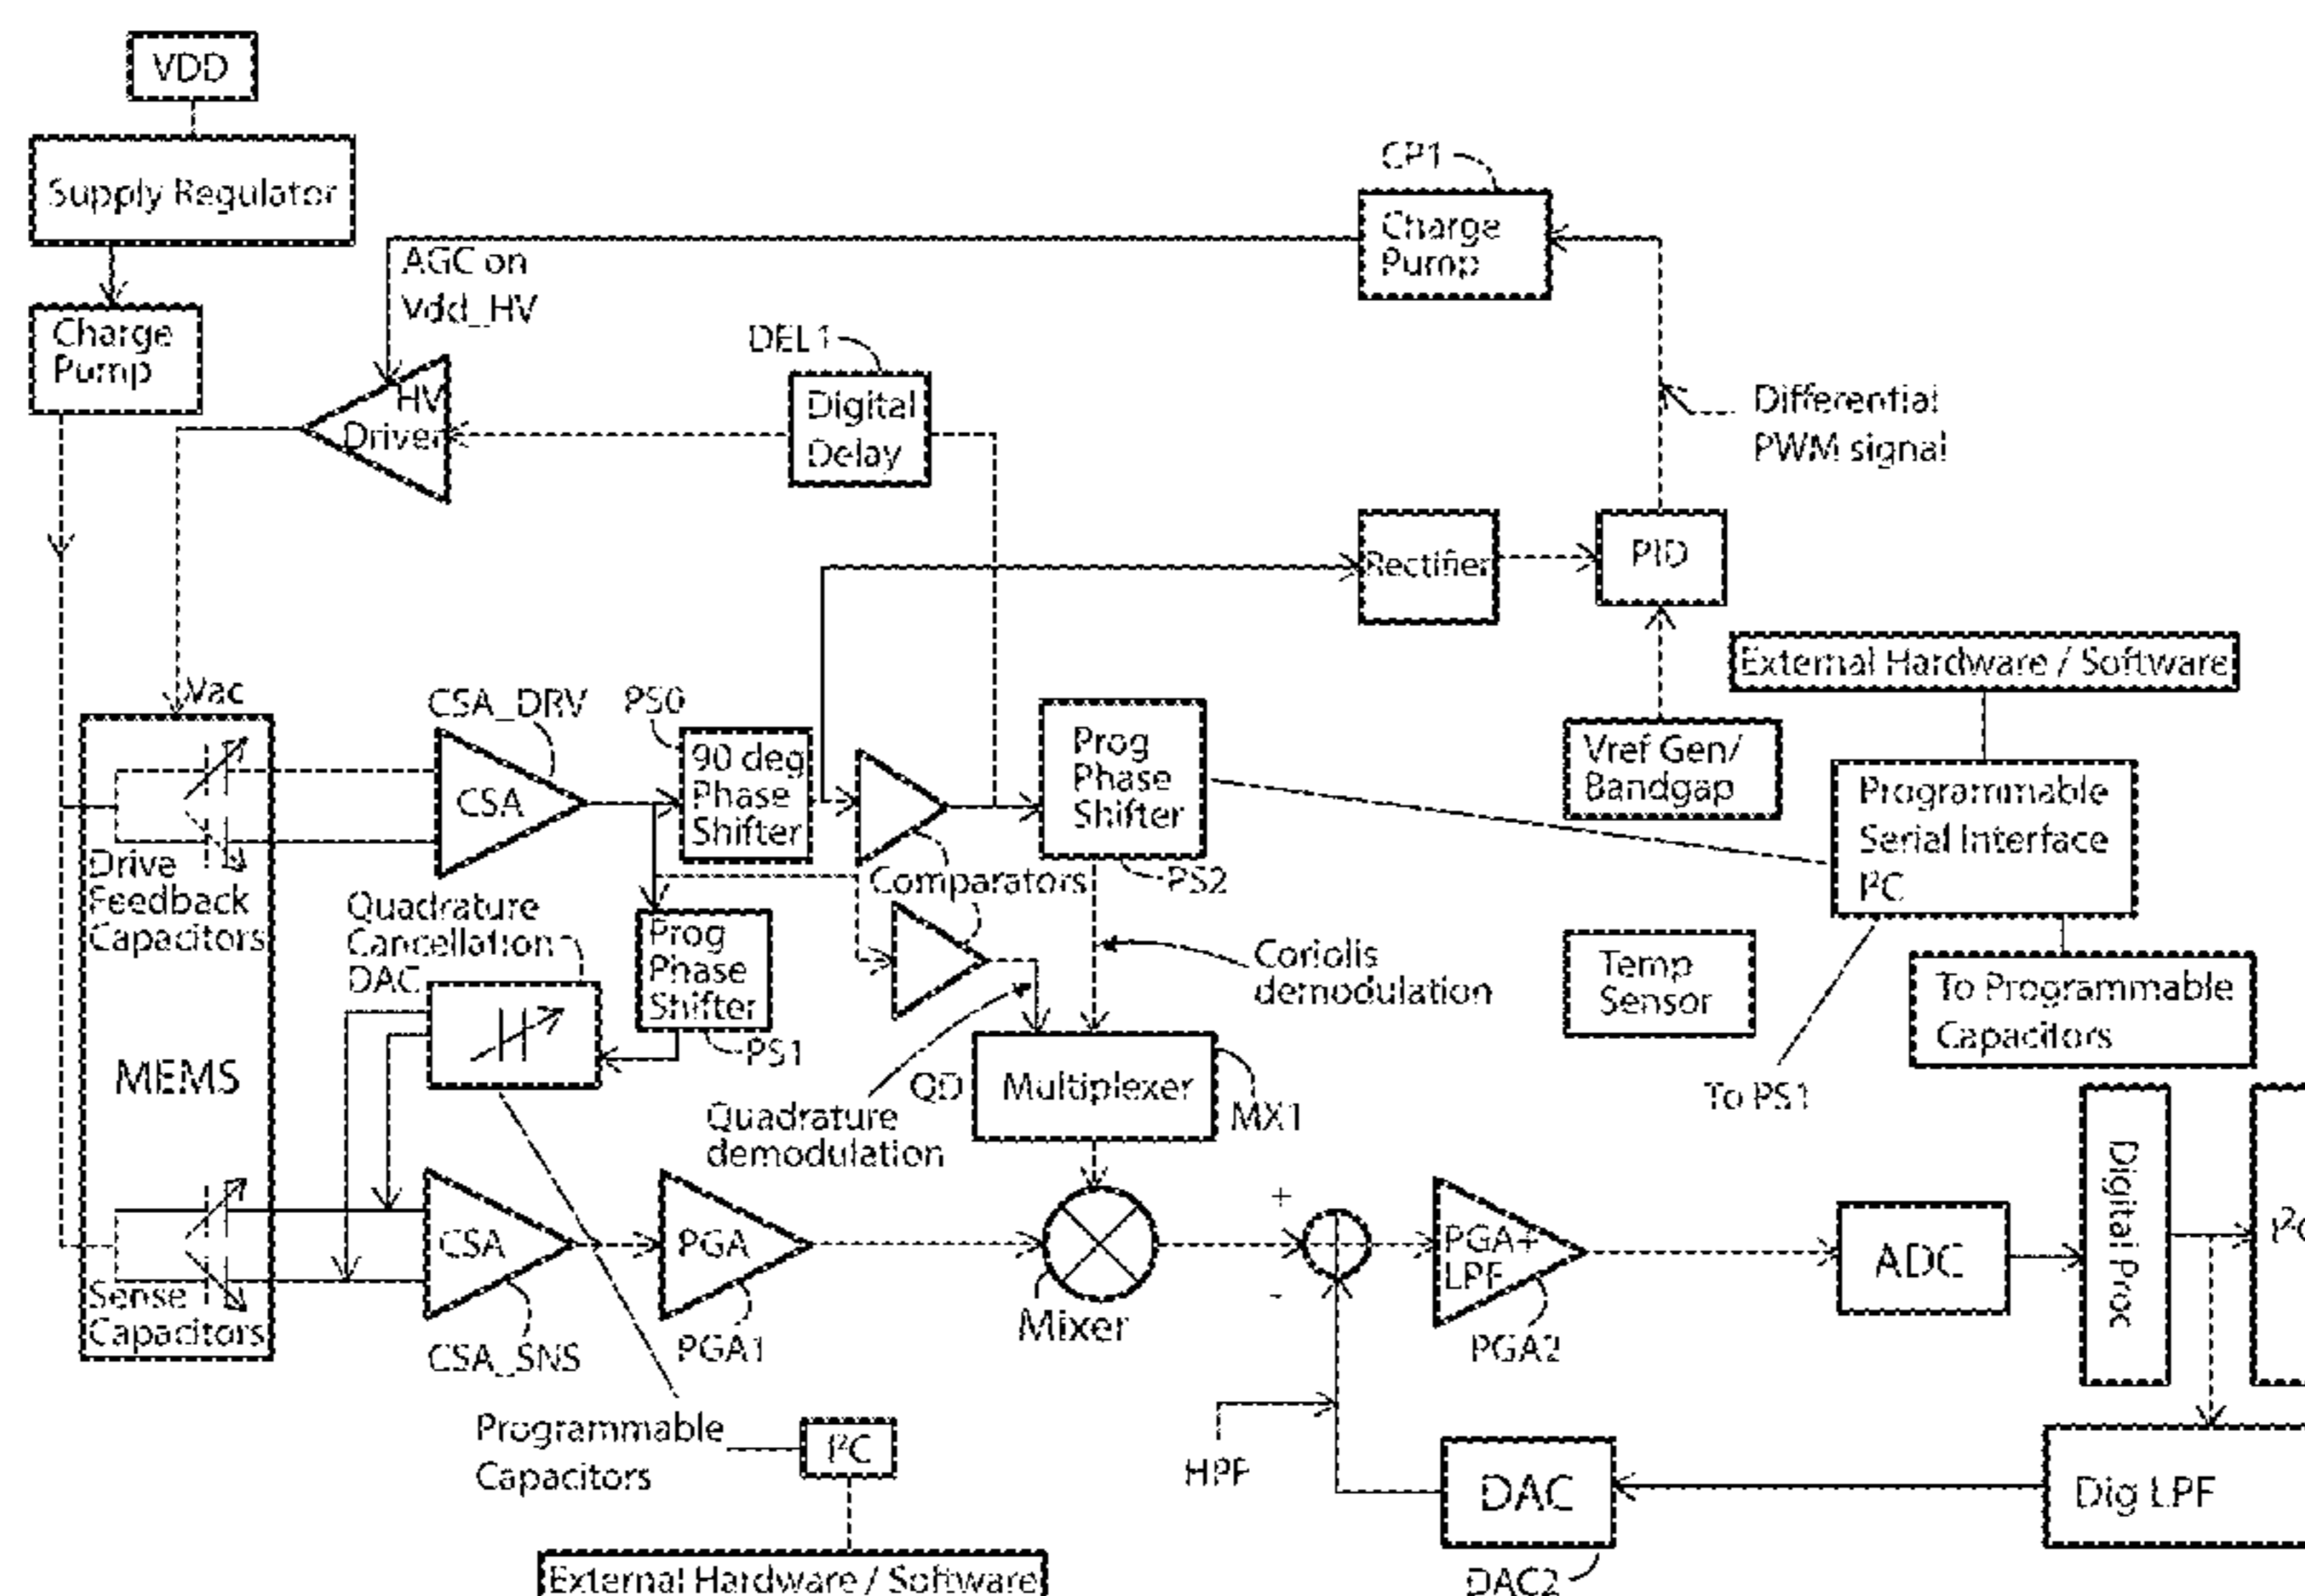 VDD
Supply Regulator
CP1
Charge
Pump
AGC on
Vdd_HV
Charge
Pump
DEL1
HV
Driver
Digital
Delay
Differential
PWM signal
Rectifier
PID
External Hardware / Software
Vac
CSA_DRV
PS0
CSA
90 deg
Phase
Shifter
Prog
Phase
Shifter
Vref Gen/
Bandgap
Programmable
Serial Interface
I²C
Drive
Feedback
Capacitors
Comparators
PS2
Quadrature
Cancellation
DAC
Prog
Phase
Shifter
PS1
Coriolis
demodulation
Temp
Sensor
To Programmable
Capacitors
MEMS
QD
Multiplexer
MX1
To PS1
Quadrature
demodulation
Digital Proc
CSA
PGA
+
-
PGA+
LPF
ADC
I²C
Sense
Capacitors
CSA_SNS
PGA1
Mixer
PGA2
Programmable
Capacitors
I²C
HPF
DAC
Dig LPF
External Hardware / Software
DAC2